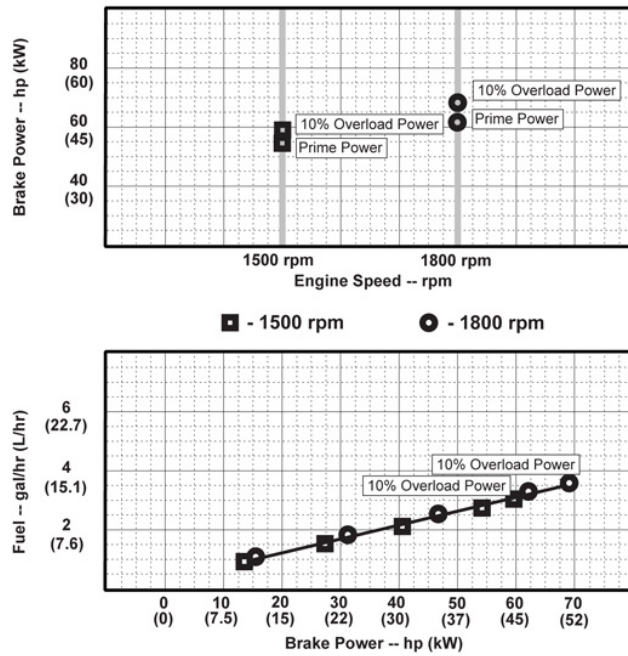 Brake Power -- hp (kW)
80
(60)
60
(45)
40
(30)
10% Overload Power
Prime Power
10% Overload Power
Prime Power
1500 rpm
1800 rpm
Engine Speed -- rpm
- 1500 rpm
- 1800 rpm
Fuel -- gal/hr (L/hr)
6
(22.7)
4
(15.1)
2
(7.6)
10% Overload Power
10% Overload Power
0 10 20 30 40 50 60 70
(0) (7.5) (15) (22) (30) (37) (45) (52)
Brake Power -- hp (kW)